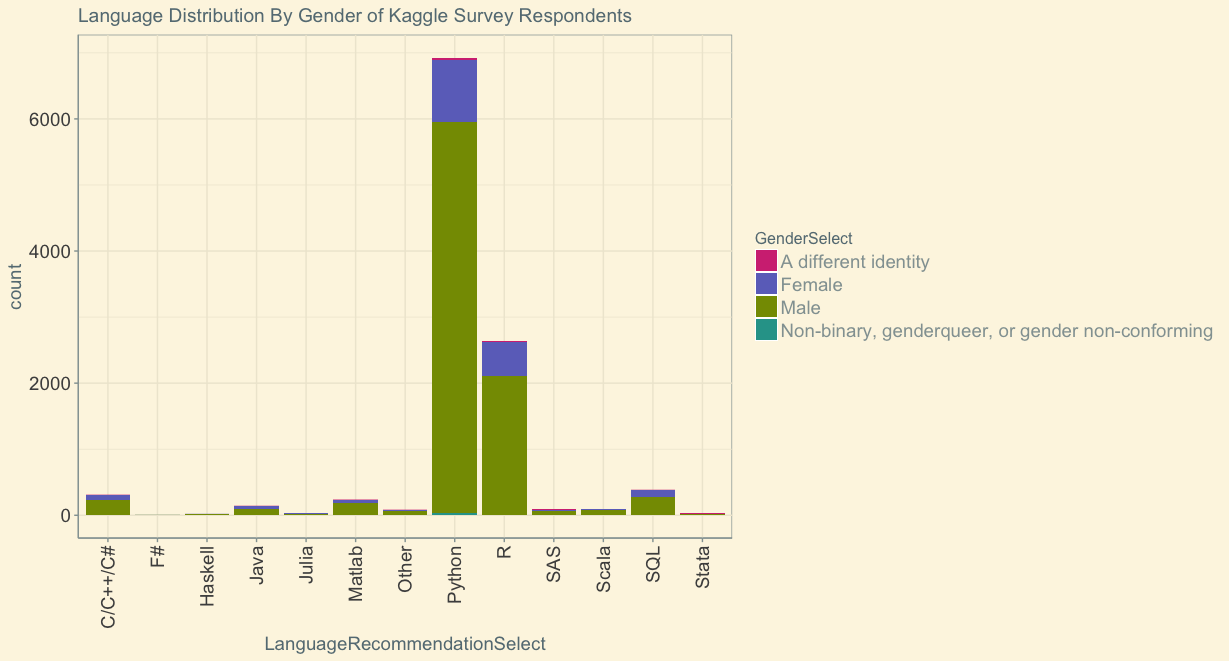 Language Distribution By Gender of Kaggle Survey Respondents
count
6000
4000
2000
0
C/C++/C#
F#
Haskell
Java
Julia
Matlab
Other
Python
R
SAS
Scala
SQL
Stata
LanguageRecommendationSelect
GenderSelect
A different identity
Female
Male
Non-binary, genderqueer, or gender non-conforming